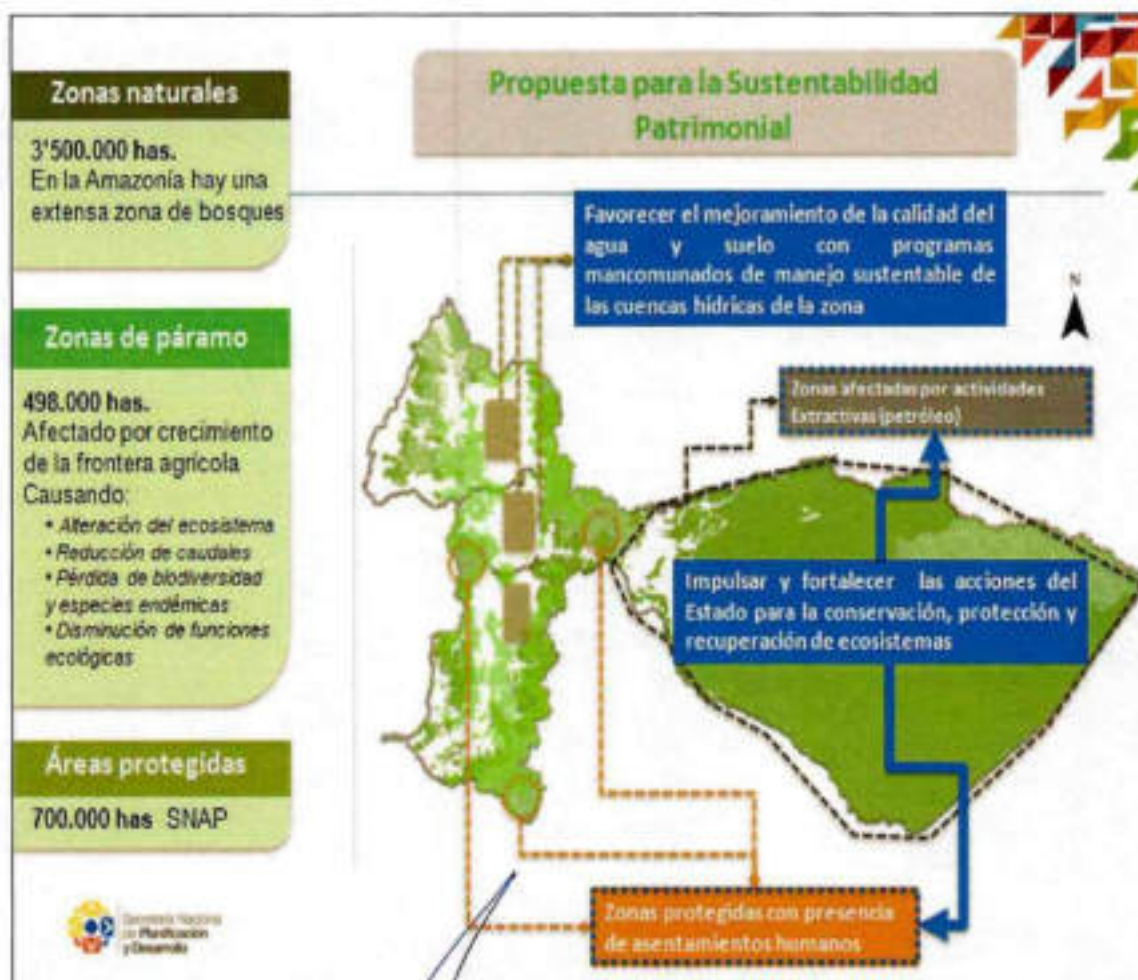 Propuesta para la Sustentabilidad
Patrimonial
Zonas naturales
3'500.000 has.
En la Amazonía hay una
extensa zona de bosques
Zonas de páramo
498.000 has.
Afectado por crecimiento
de la frontera agrícola
Causando:
• Alteración del ecosistema
• Reducción de caudales
• Pérdida de biodiversidad
y especies endémicas
• Disminución de funciones
ecológicas
Áreas protegidas
700.000 has SNAP
Secretaría Nacional
de Planificación
y Desarrollo
Favorecer el mejoramiento de la calidad del
agua y suelo con programas
mancomunados de manejo sustentable de
las cuencas hídricas de la zona
N
Zonas afectadas por actividades
Extractivas (petróleo)
Impulsar y fortalecer las acciones del
Estado para la conservación, protección y
recuperación de ecosistemas
Zonas protegidas con presencia
de asentamientos humanos